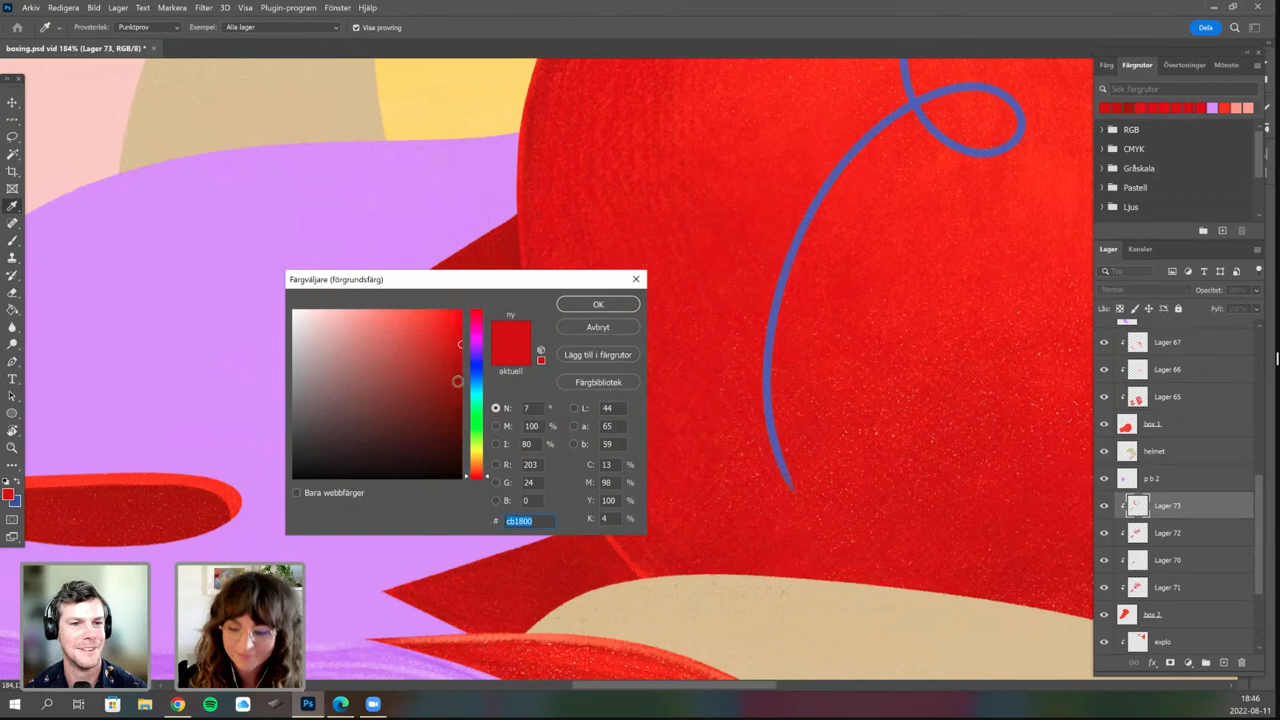 Arkiv Redigera Bild Lager Text Markera Filter 3D Visa Plugin-program Fönster Hjälp
Provstorlek: Punktprov Exempel: Alla lager Visa provring Dela
boxing.psd vid 184% (Lager 73, RGB/8) *
Färg Färgrutor Övertoningar Mönste
Sök färgrutor
RGB
CMYK
Gråskala
Pastell
Ljus
Lager Kanaler
Normal Opacitet:
Lås: Fyll:
Lager 67
Lager 66
Lager 65
box 1
helmet
p b 2
Lager 73
Lager 72
Lager 70
Lager 71
box 2
explo
Färgväljare (förgrundsfärg)
ny
aktuell
OK
Avbryt
Lägg till i färgrutor
Färgbibliotek
N: 7 ° L: 44
M: 100 % a: 65
I: 80 % b: 59
R: 203 C: 13 %
G: 24 M: 98 %
B: 0 Y: 100 %
# cb1800 K: 4 %
Bara webbfärger
18:46
2022-08-11